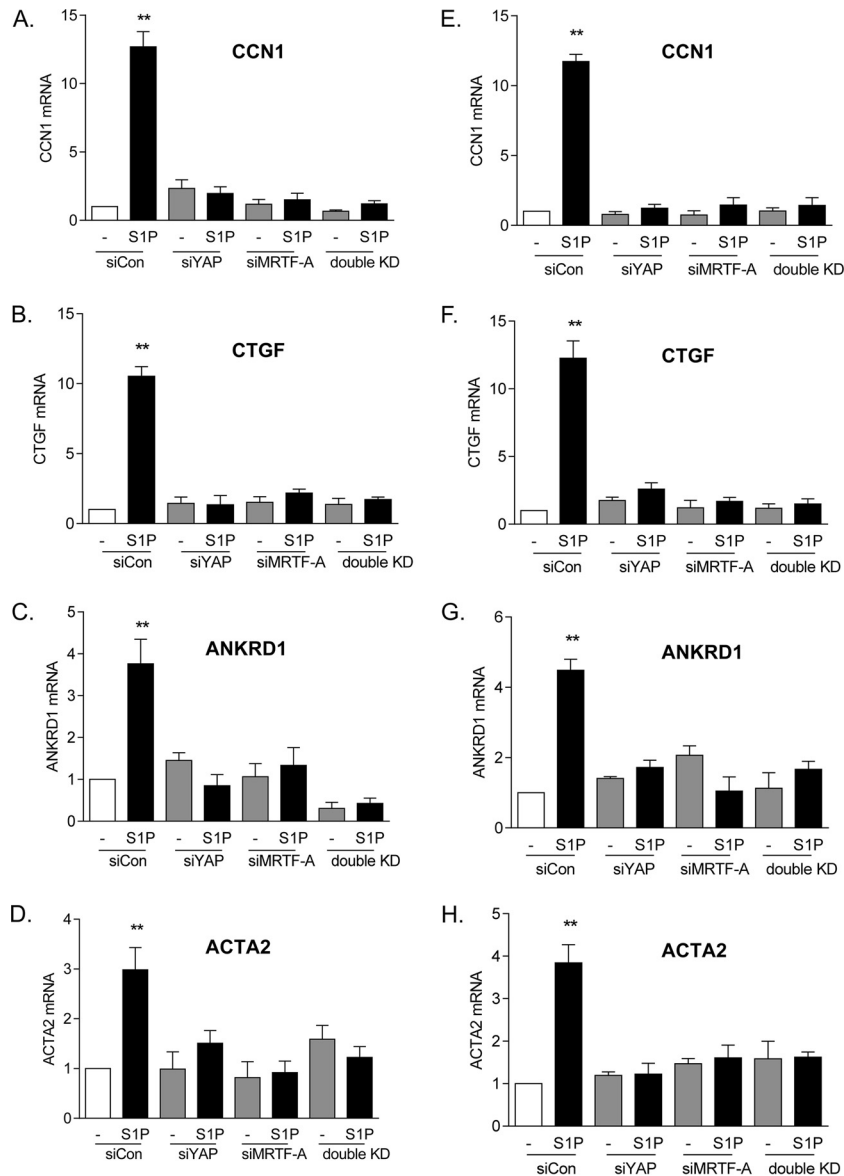 A.
**
CCN1
CCN1 mRNA
15
10
5
0
- S1P - S1P - S1P - S1P
siCon siYAP siMRTF-A double KD
B.
**
CTGF
CTGF mRNA
15
10
5
0
- S1P - S1P - S1P - S1P
siCon siYAP siMRTF-A double KD
C.
**
ANKRD1
ANKRD1 mRNA
5
4
3
2
1
0
- S1P - S1P - S1P - S1P
siCon siYAP siMRTF-A double KD
D.
**
ACTA2
ACTA2 mRNA
4
3
2
1
0
- S1P - S1P - S1P - S1P
siCon siYAP siMRTF-A double KD
E.
**
CCN1
CCN1 mRNA
15
10
5
0
- S1P - S1P - S1P - S1P
siCon siYAP siMRTF-A double KD
F.
**
CTGF
CTGF mRNA
15
10
5
0
- S1P - S1P - S1P - S1P
siCon siYAP siMRTF-A double KD
G.
**
ANKRD1
ANKRD1 mRNA
6
4
2
0
- S1P - S1P - S1P - S1P
siCon siYAP siMRTF-A double KD
H.
**
ACTA2
ACTA2 mRNA
5
4
3
2
1
0
- S1P - S1P - S1P - S1P
siCon siYAP siMRTF-A double KD